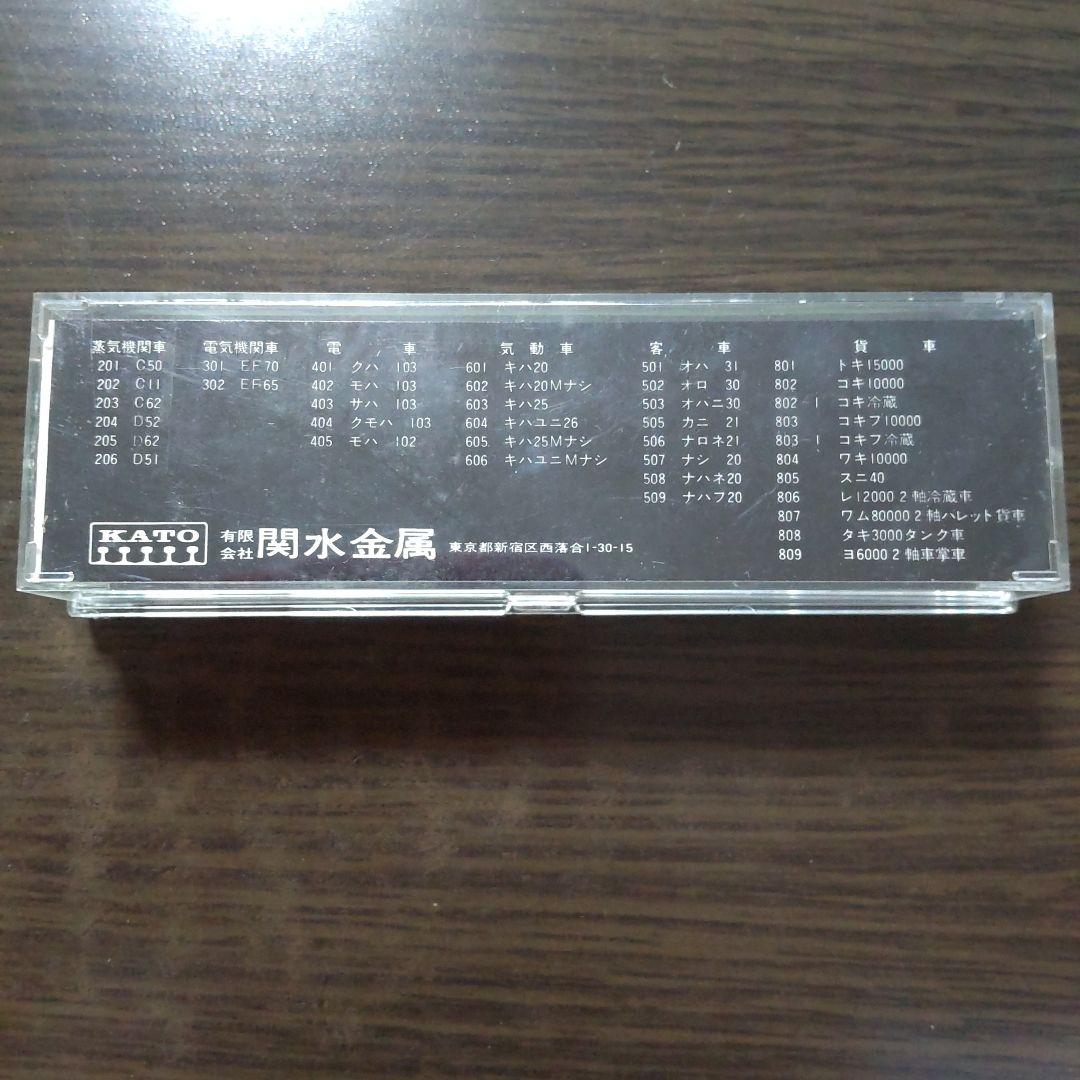 蒸気機関車
201 C50
202 C11
203 C62
204 D52
205 D62
206 D51
電気機関車
301 EF70
302 EF65
電車
401 クハ 103
402 モハ 103
403 サハ 103
404 クモハ 103
405 モハ 102
気動車
601 キハ20
602 キハ20Mナシ
603 キハ25
604 キハユニ26
605 キハ25Mナシ
606 キハユニMナシ
客車
501 オハ 31
502 オロ 30
503 オハニ30
505 カニ 21
506 ナロネ21
507 ナシ 20
508 ナハネ20
509 ナハフ20
貨車
801 トキ15000
802 コキ10000
802-1 コキ冷蔵
803 コキフ10000
803-1 コキフ冷蔵
804 ワキ10000
805 スニ40
806 レ12000 2軸冷蔵車
807 ワム80000 2軸パレット貨車
808 タキ3000タンク車
809 ヨ6000 2軸車掌車
KATO
有限会社 関水金属 東京都新宿区西落合1-30-15